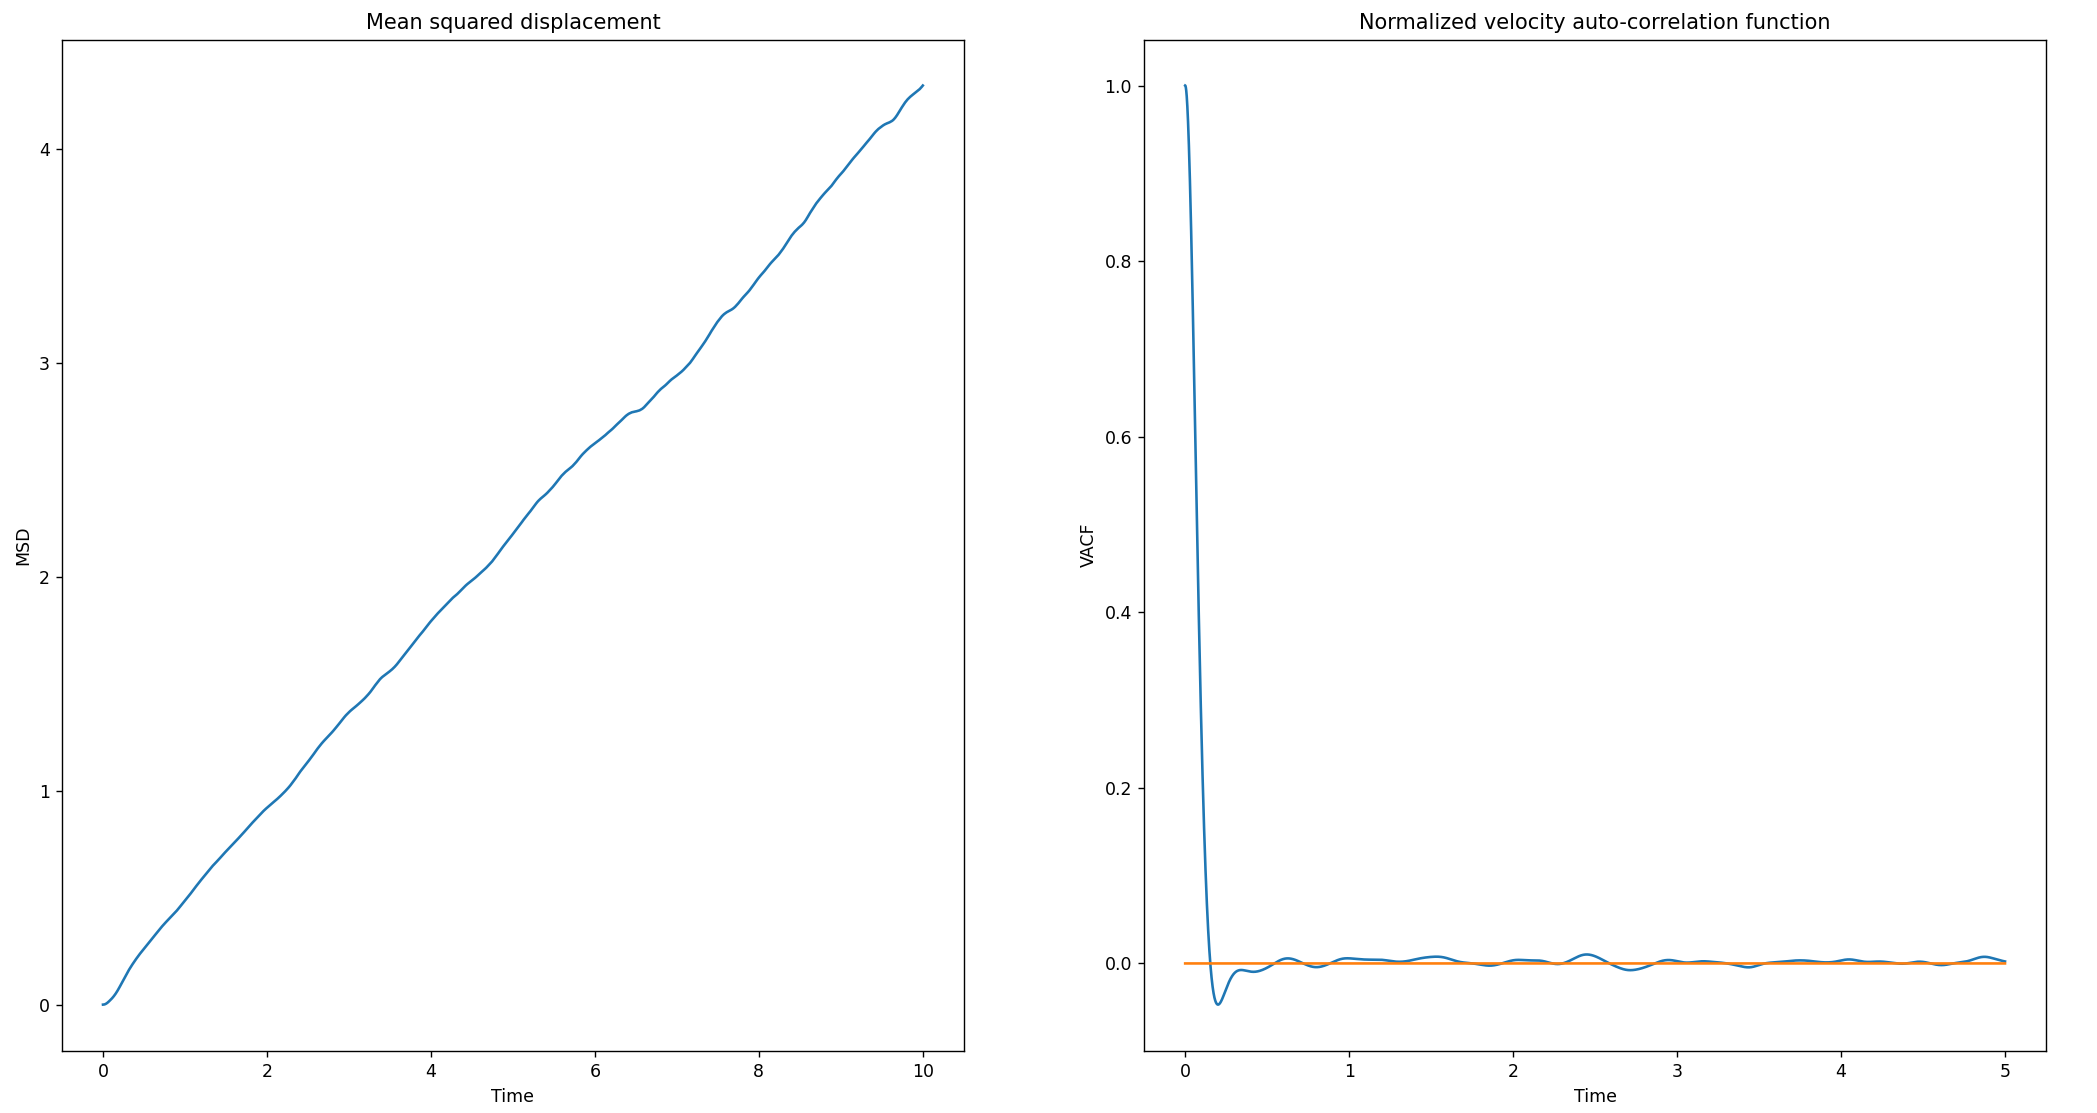 Mean squared displacement
MSD
4
3
2
1
0
0 2 4 6 8 10
Time
Normalized velocity auto-correlation function
VACF
1.0
0.8
0.6
0.4
0.2
0.0
0 1 2 3 4 5
Time